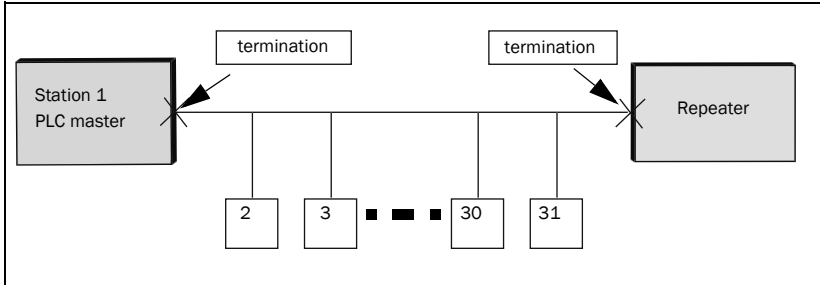 termination
termination
Station 1
PLC master
Repeater
2
3
30
31